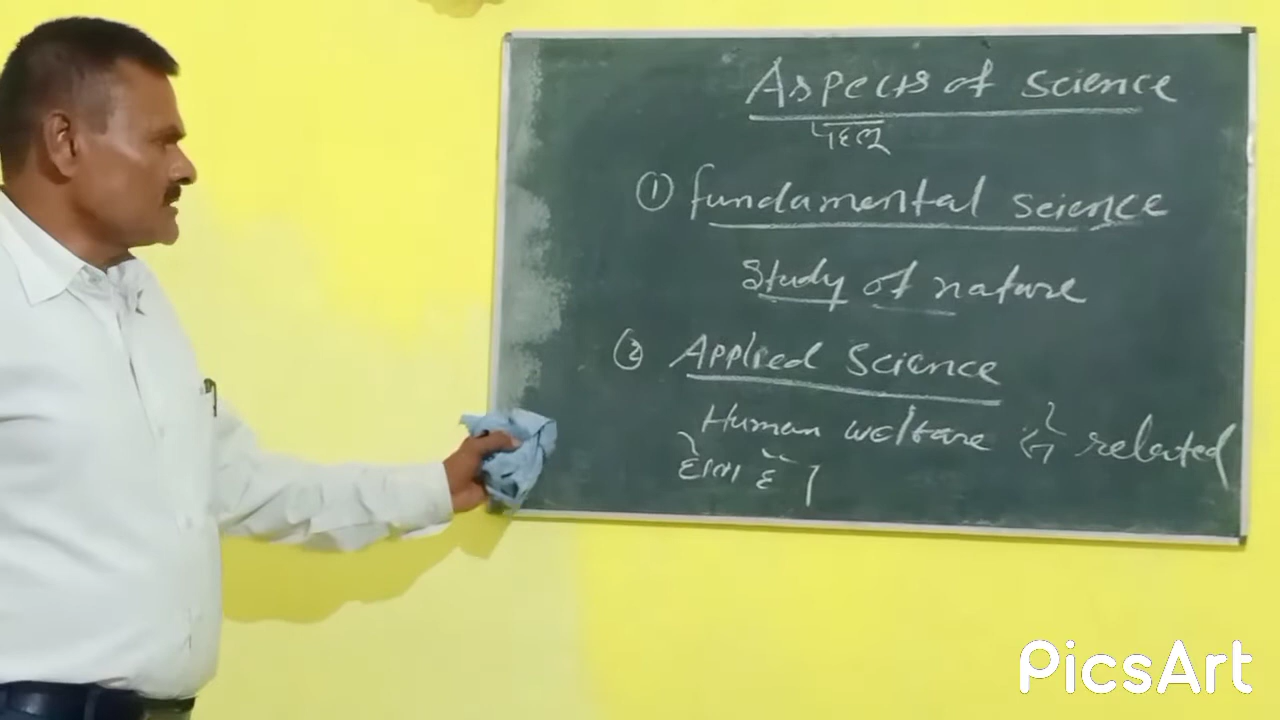 Aspects of science
पहलू
① fundamental science
Study of nature
② Applied Science
Human welfare से related
होता है।
PicsArt